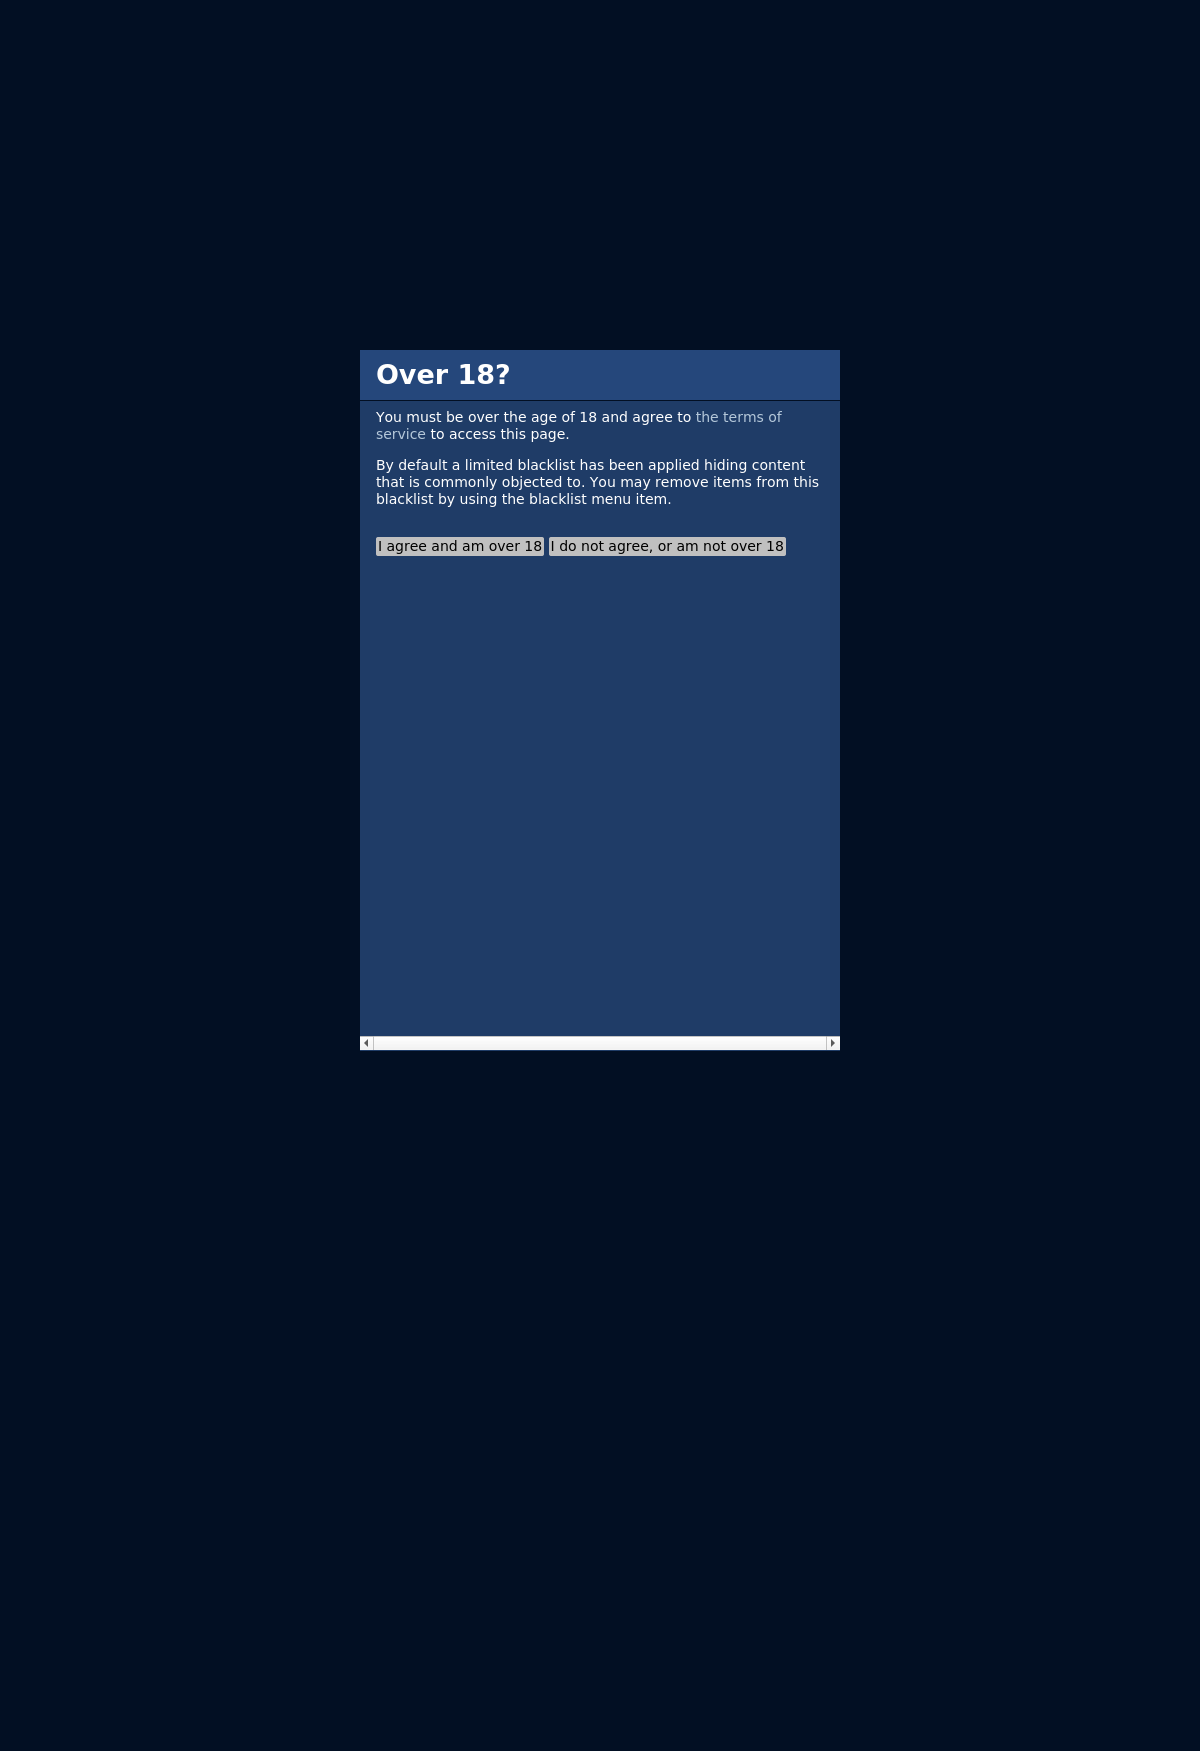 Over 18?
You must be over the age of 18 and agree to the terms of
service to access this page.
By default a limited blacklist has been applied hiding content
that is commonly objected to. You may remove items from this
blacklist by using the blacklist menu item.
I agree and am over 18 I do not agree, or am not over 18